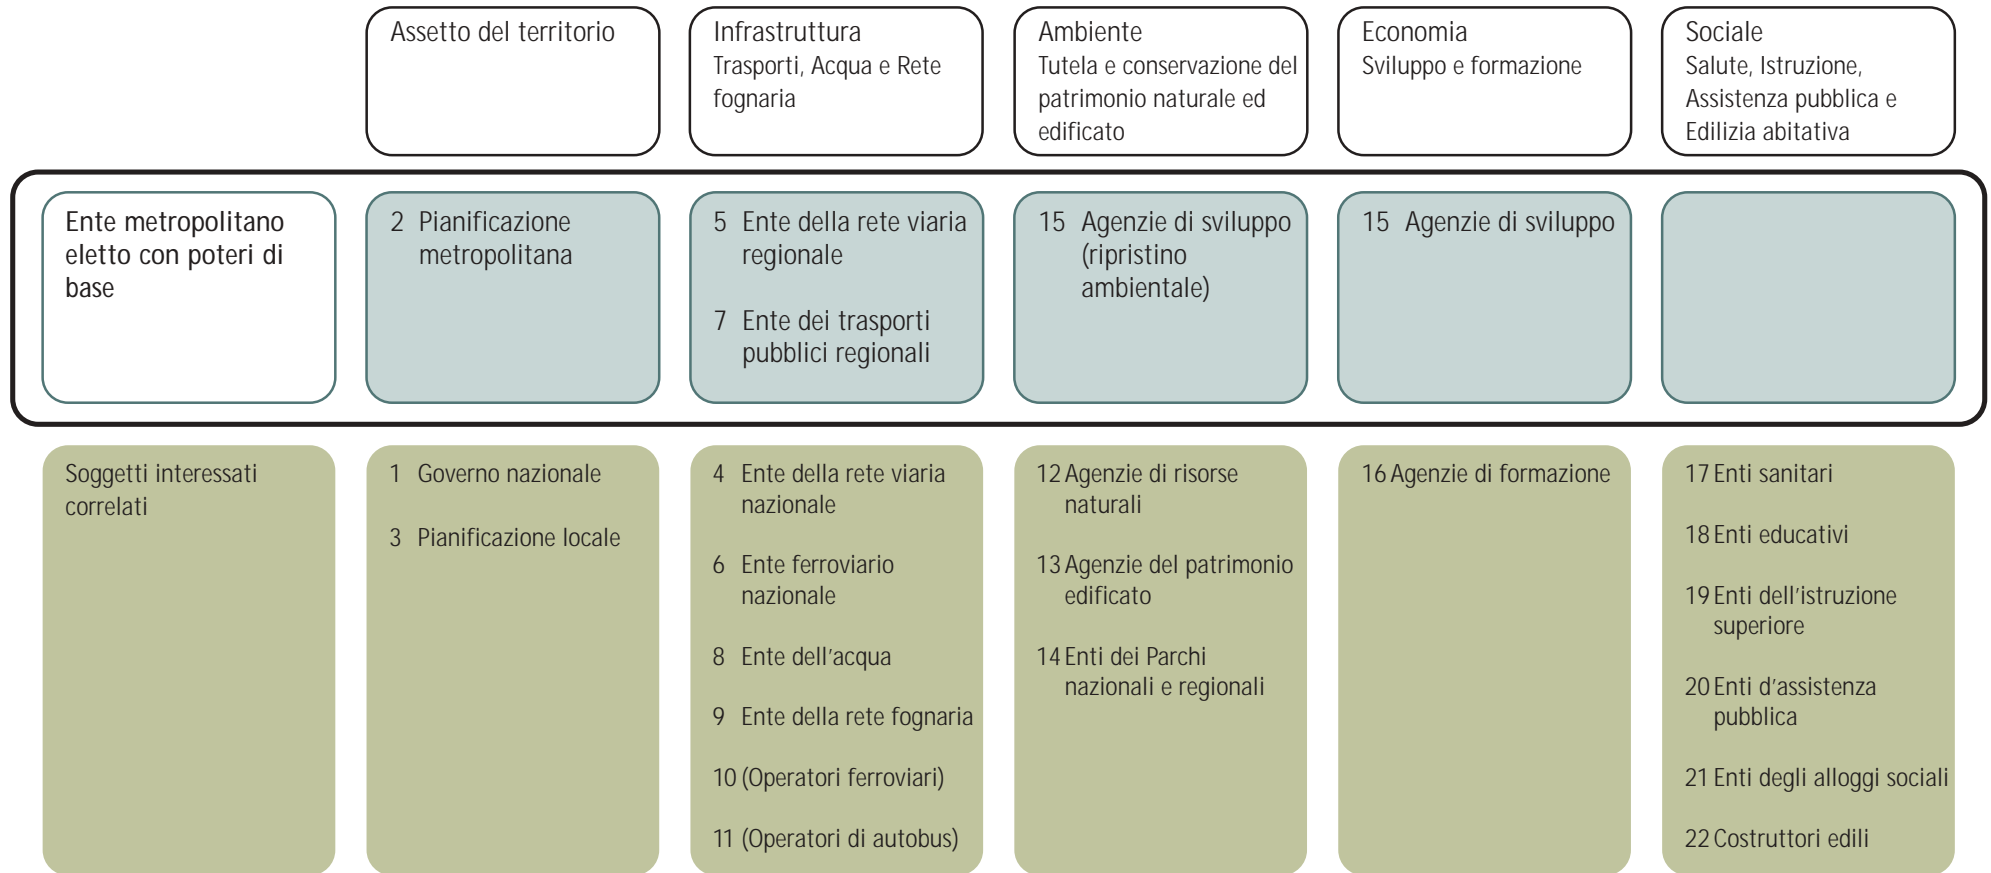 Assetto del territorio
Infrastruttura
Trasporti, Acqua e Rete
fognaria
Ambiente
Tutela e conservazione del
patrimonio naturale ed
edificato
Economia
Sviluppo e formazione
Sociale
Salute, Istruzione,
Assistenza pubblica e
Edilizia abitativa
Ente metropolitano
eletto con poteri di
base
2 Pianificazione
metropolitana
5 Ente della rete viaria
regionale
7 Ente dei trasporti
pubblici regionali
15 Agenzie di sviluppo
(ripristino
ambientale)
15 Agenzie di sviluppo
Soggetti interessati
correlati
1 Governo nazionale
3 Pianificazione locale
4 Ente della rete viaria
nazionale
6 Ente ferroviario
nazionale
8 Ente dell'acqua
9 Ente della rete fognaria
10 (Operatori ferroviari)
11 (Operatori di autobus)
12 Agenzie di risorse
naturali
13 Agenzie del patrimonio
edificato
14 Enti dei Parchi
nazionali e regionali
16 Agenzie di formazione
17 Enti sanitari
18 Enti educativi
19 Enti dell'istruzione
superiore
20 Enti d'assistenza
pubblica
21 Enti degli alloggi sociali
22 Costruttori edili